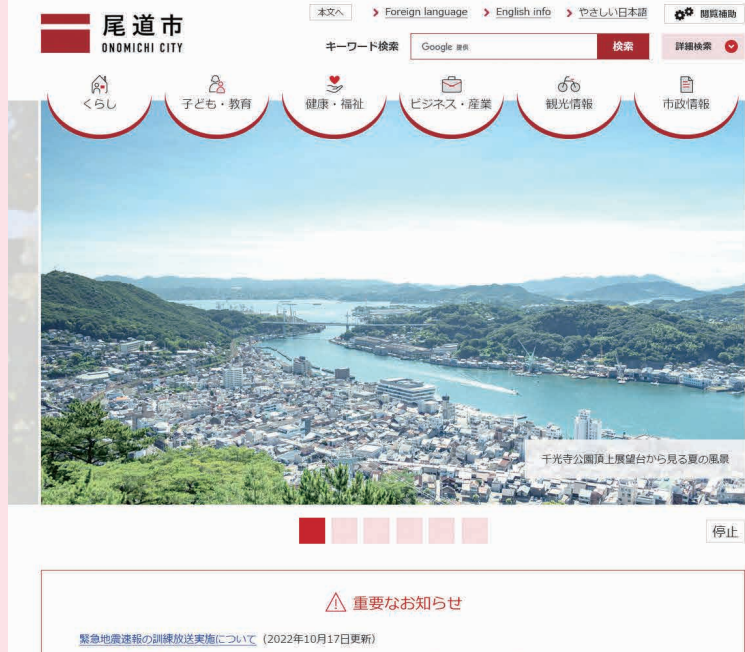 尾道市
ONOMICHI CITY
本文へ
Foreign language
English info
やさしい日本語
閲覧補助
キーワード検索
Google 提供
検索
詳細検索
くらし
子ども・教育
健康・福祉
ビジネス・産業
観光情報
市政情報
千光寺公園頂上展望台から見る夏の風景
停止
重要なお知らせ
緊急地震速報の訓練放送実施について (2022年10月17日更新)